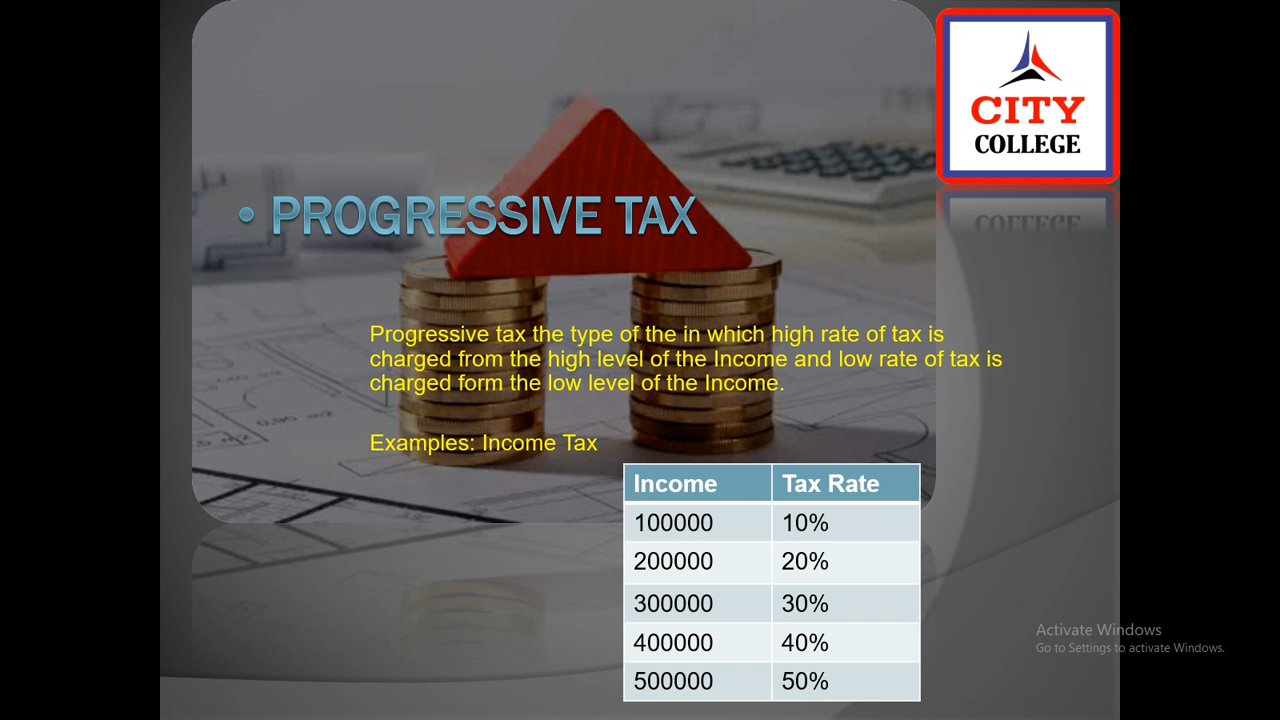 CITY
COLLEGE
COLLEGE
• PROGRESSIVE TAX
Progressive tax the type of the in which high rate of tax is
charged from the high level of the Income and low rate of tax is
charged form the low level of the Income.
Examples: Income Tax
Income Tax Rate
100000 10%
200000 20%
300000 30%
400000 40%
500000 50%
Activate Windows
Go to Settings to activate Windows.